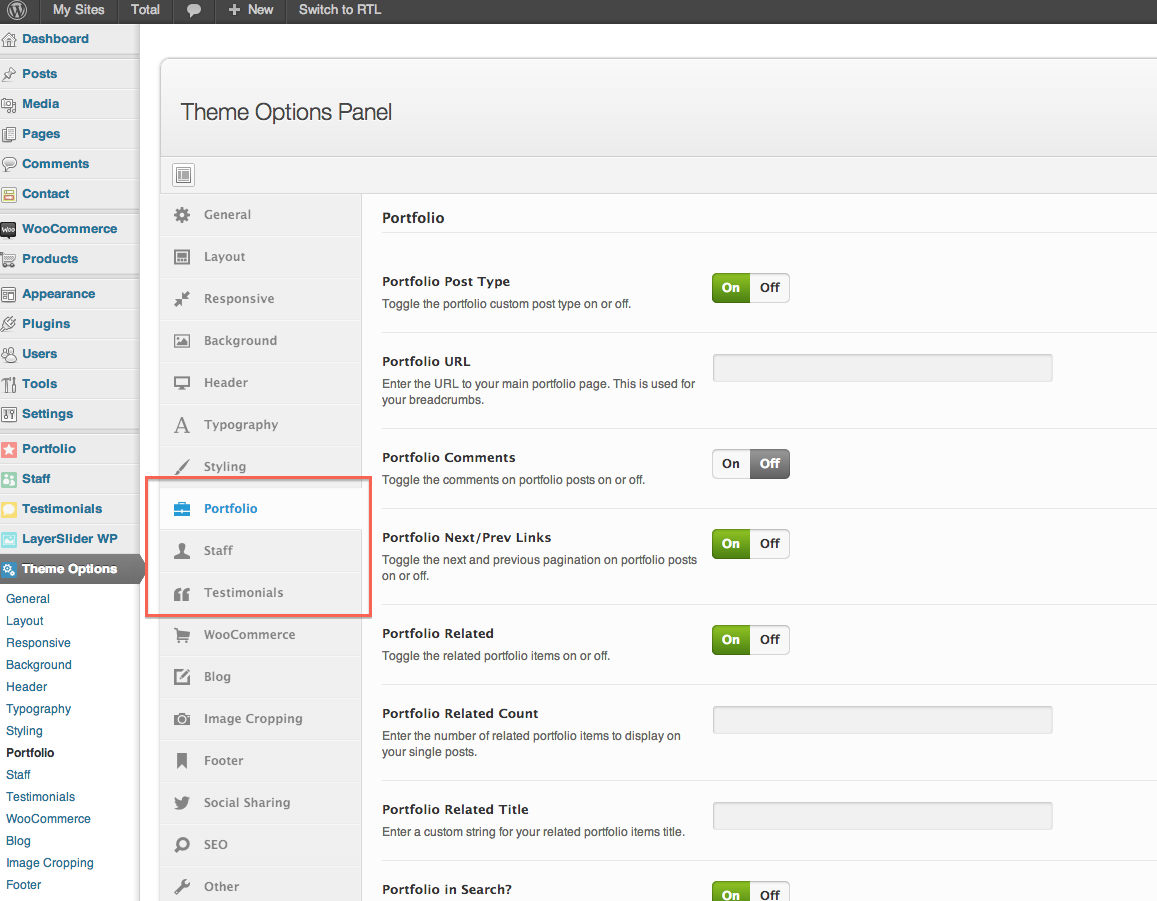 My Sites
Total
New
Switch to RTL
Dashboard
Posts
Media
Pages
Comments
Contact
WooCommerce
Products
Appearance
Plugins
Users
Tools
Settings
Portfolio
Staff
Testimonials
LayerSlider WP
Theme Options
General
Layout
Responsive
Background
Header
Typography
Styling
Portfolio
Staff
Testimonials
WooCommerce
Blog
Image Cropping
Footer
Theme Options Panel
General
Layout
Responsive
Background
Header
Typography
Styling
Portfolio
Staff
Testimonials
WooCommerce
Blog
Image Cropping
Footer
Social Sharing
SEO
Other
Portfolio
Portfolio Post Type
Toggle the portfolio custom post type on or off.
On Off
Portfolio URL
Enter the URL to your main portfolio page. This is used for
your breadcrumbs.
Portfolio Comments
Toggle the comments on portfolio posts on or off.
On Off
Portfolio Next/Prev Links
Toggle the next and previous pagination on portfolio posts
on or off.
On Off
Portfolio Related
Toggle the related portfolio items on or off.
On Off
Portfolio Related Count
Enter the number of related portfolio items to display on
your single posts.
Portfolio Related Title
Enter a custom string for your related portfolio items title.
Portfolio in Search?
On Off